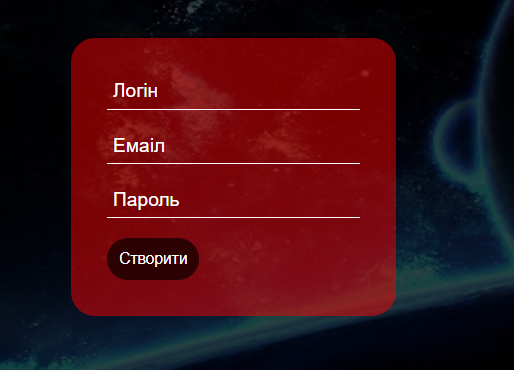 Логін
Емаіл
Пароль
Створити